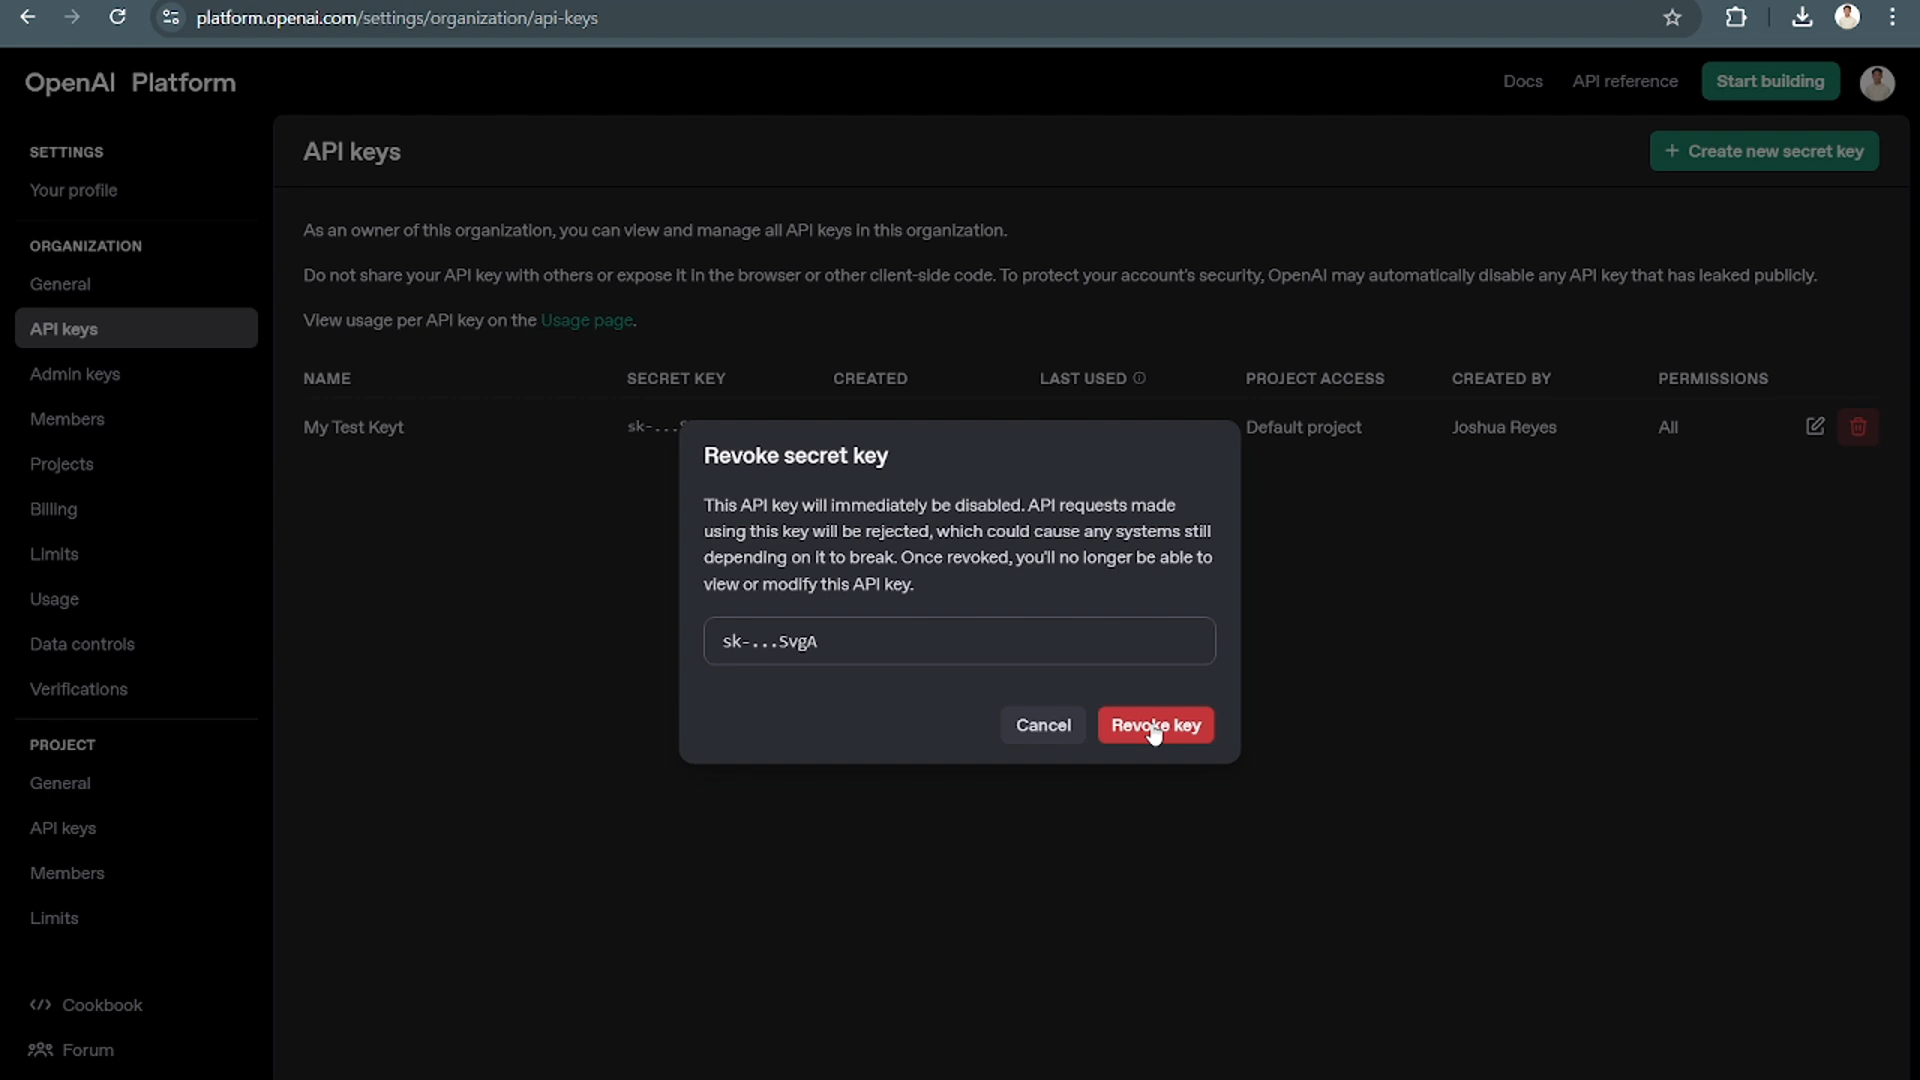 platform.openai.com/settings/organization/api-keys
OpenAI Platform
Docs
API reference
Start building
SETTINGS
Your profile
ORGANIZATION
General
API keys
Admin keys
Members
Projects
Billing
Limits
Usage
Data controls
Verifications
PROJECT
General
API keys
Members
Limits
Cookbook
Forum
API keys
+ Create new secret key
As an owner of this organization, you can view and manage all API keys in this organization.
Do not share your API key with others or expose it in the browser or other client-side code. To protect your account's security, OpenAI may automatically disable any API key that has leaked publicly.
View usage per API key on the Usage page.
NAME SECRET KEY CREATED LAST USED PROJECT ACCESS CREATED BY PERMISSIONS
My Test Keyt sk-... Default project Joshua Reyes All
Revoke secret key
This API key will immediately be disabled. API requests made
using this key will be rejected, which could cause any systems still
depending on it to break. Once revoked, you'll no longer be able to
view or modify this API key.
sk-...SvgA
Cancel
Revoke key